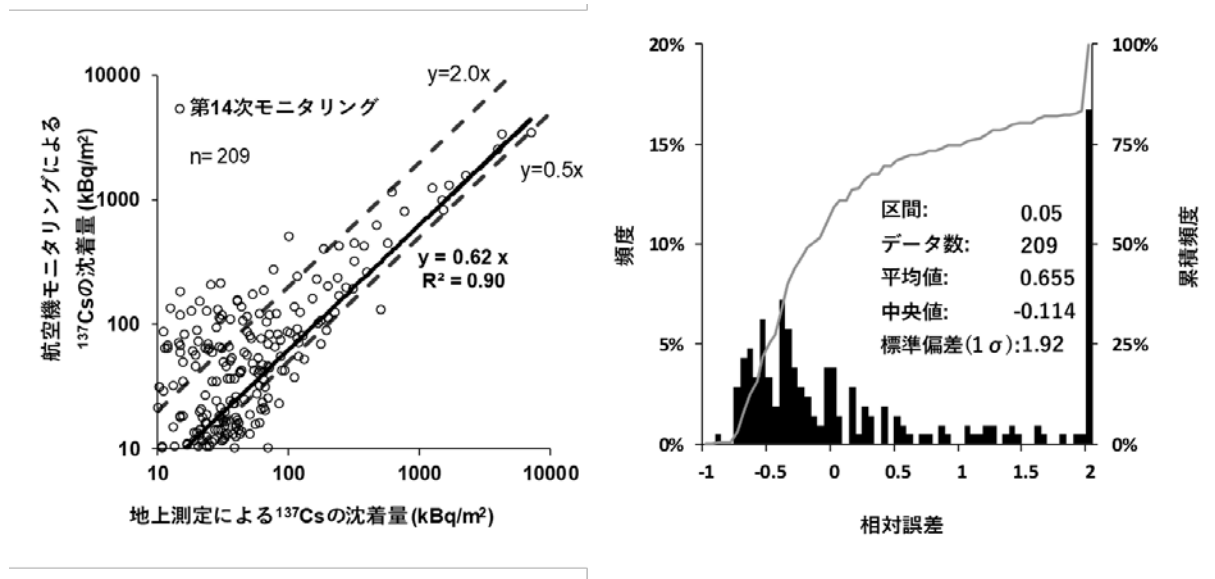 10000
1000
100
10
10
100
1000
10000
航空機モニタリングによる
¹³⁷Csの沈着量 (kBq/m²)
地上測定による¹³⁷Csの沈着量 (kBq/m²)
第14次モニタリング
n= 209
y=2.0x
y=0.5x
y = 0.62 x
R² = 0.90
20%
15%
10%
5%
0%
頻度
100%
75%
50%
25%
0%
累積頻度
-1
-0.5
0
0.5
1
1.5
2
相対誤差
区間: 0.05
データ数: 209
平均値: 0.655
中央値: -0.114
標準偏差(1 σ):1.92